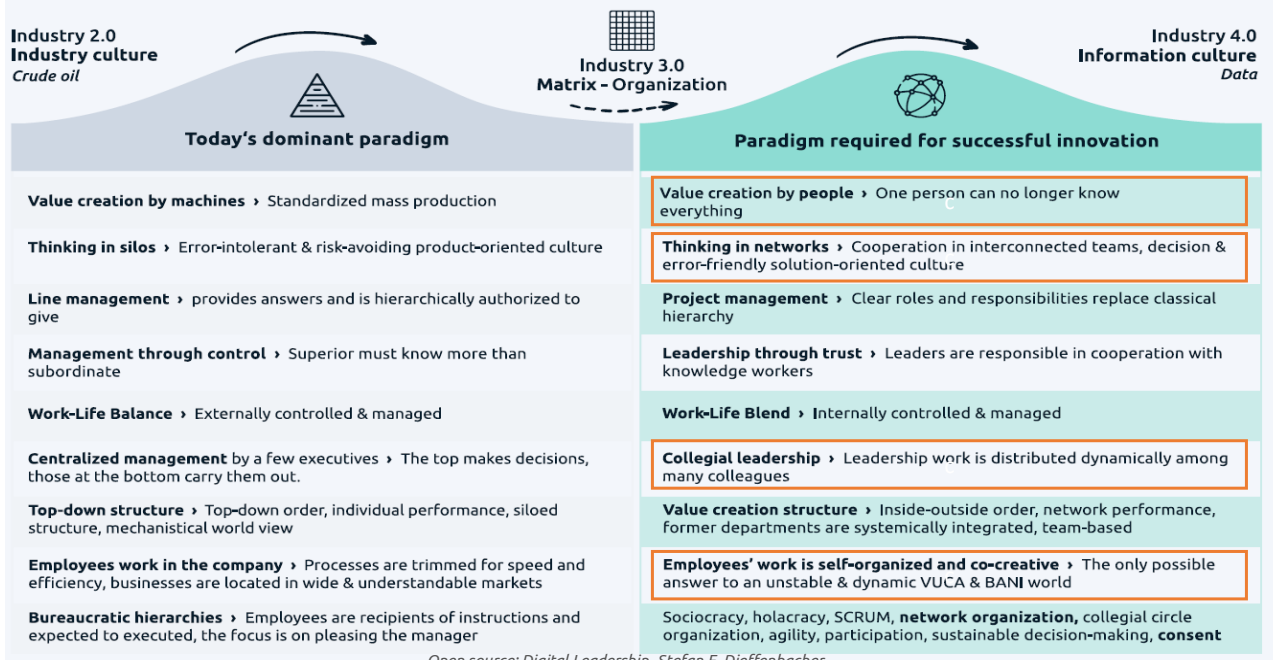 Industry 2.0
Industry culture
Crude oil
Industry 3.0
Matrix - Organization
Industry 4.0
Information culture
Data
Today‘s dominant paradigm
Paradigm required for successful innovation
Value creation by machines › Standardized mass production
Value creation by people › One person can no longer know
everything
Thinking in silos › Error-intolerant & risk-avoiding product-oriented culture
Thinking in networks › Cooperation in interconnected teams, decision &
error-friendly solution-oriented culture
Line management › provides answers and is hierarchically authorized to
give
Project management › Clear roles and responsibilities replace classical
hierarchy
Management through control › Superior must know more than
subordinate
Leadership through trust › Leaders are responsible in cooperation with
knowledge workers
Work-Life Balance › Externally controlled & managed
Work-Life Blend › Internally controlled & managed
Centralized management by a few executives › The top makes decisions,
those at the bottom carry them out.
Collegial leadership › Leadership work is distributed dynamically among
many colleagues
Top-down structure › Top-down order, individual performance, siloed
structure, mechanistical world view
Value creation structure › Inside-outside order, network performance,
former departments are systemically integrated, team-based
Employees work in the company › Processes are trimmed for speed and
efficiency, businesses are located in wide & understandable markets
Employees’ work is self-organized and co-creative › The only possible
answer to an unstable & dynamic VUCA & BANI world
Bureaucratic hierarchies › Employees are recipients of instructions and
expected to executed, the focus is on pleasing the manager
Sociocracy, holacracy, SCRUM, network organization, collegial circle
organization, agility, participation, sustainable decision-making, consent
Open source: Digital Leadership, Stefan F. Dieffenbacher